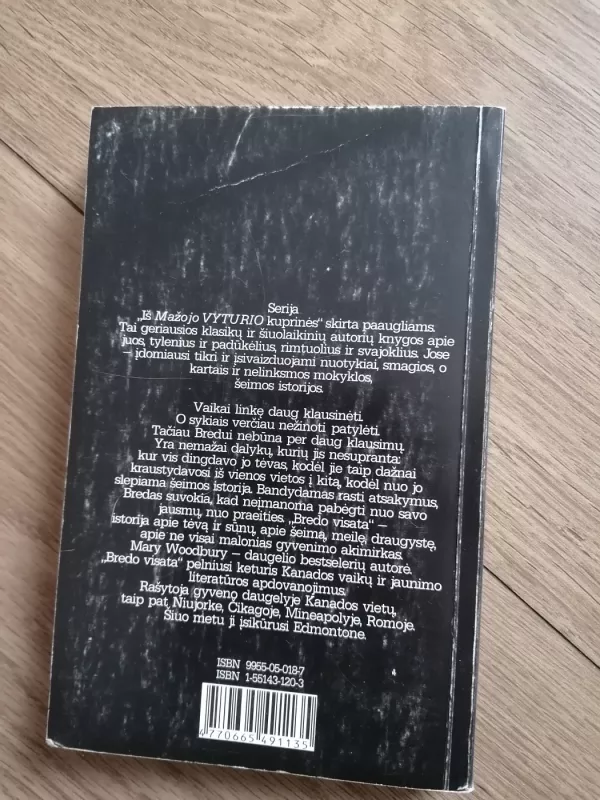 Serija
„Iš Mažojo VYTURIO kuprinės“ skirta paaugliams.
Tai geriausios klasikų ir šiuolaikinių autorių knygos apie
juos, tylenius ir padūkėlius, rimtuolius ir svajoklius. Jose
– įdomiausi tikri ir įsivaizduojami nuotykiai, smagios, o
kartais ir nelinksmos mokyklos,
šeimos istorijos.
Vaikai linkę daug klausinėti.
O sykiais verčiau nežinoti patylėti.
Tačiau Bredui nebūna per daug klausimų.
Yra nemažai dalykų, kurių jis nesupranta:
kur vis dingdavo jo tėvas, kodėl jie taip dažnai
kraustydavosi iš vienos vietos į kitą, kodėl nuo jo
slepiama šeimos istorija. Bandydamas rasti atsakymus,
Bredas suvokia, kad neįmanoma pabėgti nuo savo
jausmų, nuo praeities. „Bredo visata“ –
istorija apie tėvą ir sūnų, apie šeimą, meilę, draugystę,
apie ne visai malonias gyvenimo akimirkas.
Mary Woodbury – daugelio bestselerių autorė.
„Bredo visata“ pelniusi keturis Kanados vaikų ir jaunimo
literatūros apdovanojimus.
Rašytoja gyveno daugelyje Kanados vietų,
taip pat Niujorke, Čikagoje, Mineapolyje, Romoje.
Šiuo metu ji įsikūrusi Edmontone.
ISBN 9955-05-018-7
ISBN 1-55143-120-3
4 770665 491135